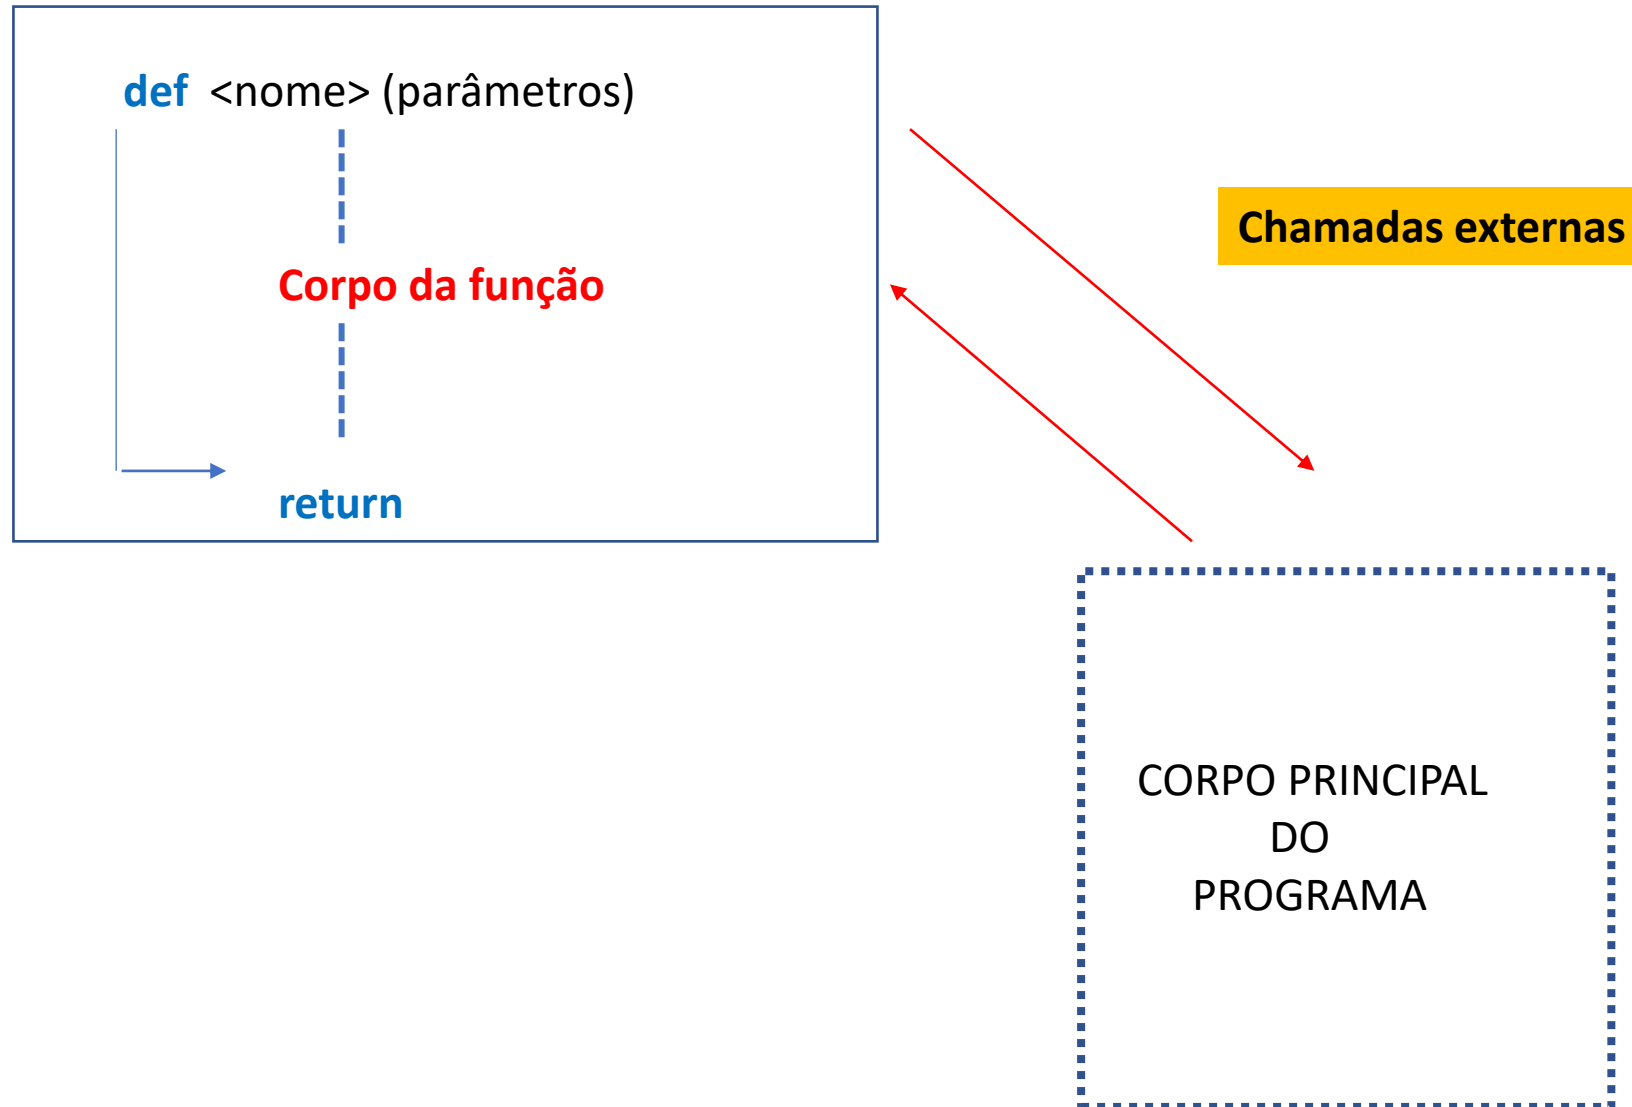 def <nome> (parâmetros)
Chamadas externas
Corpo da função
return
CORPO PRINCIPAL
DO
PROGRAMA